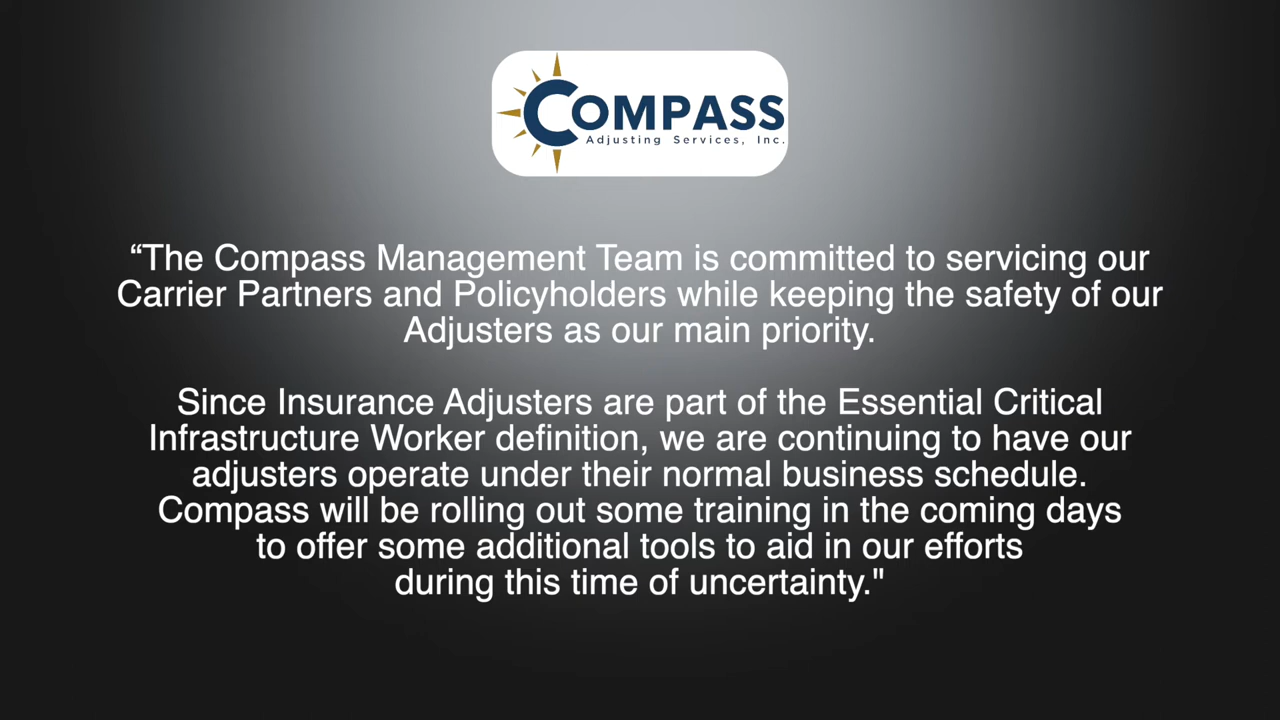 COMPASS
Adjusting Services, Inc.
“The Compass Management Team is committed to servicing our
Carrier Partners and Policyholders while keeping the safety of our
Adjusters as our main priority.
Since Insurance Adjusters are part of the Essential Critical
Infrastructure Worker definition, we are continuing to have our
adjusters operate under their normal business schedule.
Compass will be rolling out some training in the coming days
to offer some additional tools to aid in our efforts
during this time of uncertainty."